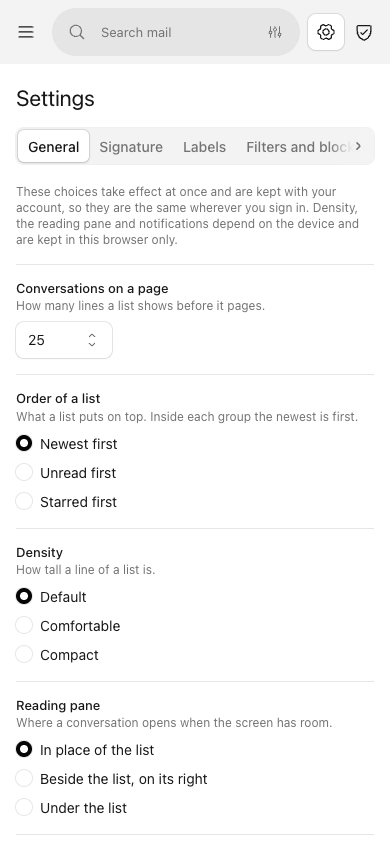 Search mail
Settings
General
Signature
Labels
Filters and block
These choices take effect at once and are kept with your
account, so they are the same wherever you sign in. Density,
the reading pane and notifications depend on the device and
are kept in this browser only.
Conversations on a page
How many lines a list shows before it pages.
25
Order of a list
What a list puts on top. Inside each group the newest is first.
Newest first
Unread first
Starred first
Density
How tall a line of a list is.
Default
Comfortable
Compact
Reading pane
Where a conversation opens when the screen has room.
In place of the list
Beside the list, on its right
Under the list